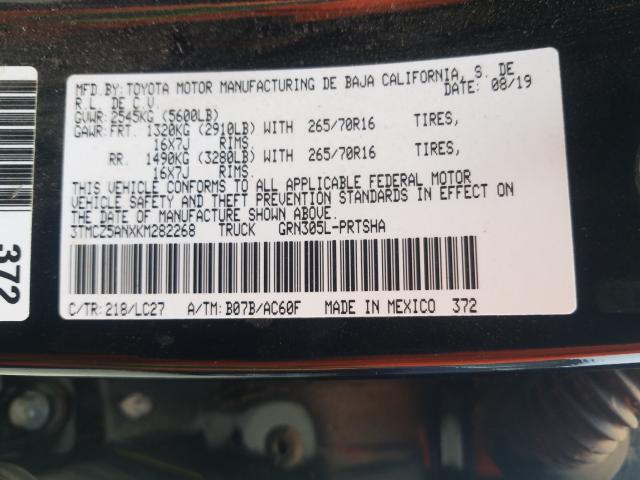 MFD.BY:TOYOTA MOTOR MANUFACTURING DE BAJA CALIFORNIA, S. DE
R.L. DE C.V. DATE: 08/19
GVWR:2545KG (5600LB)
GAWR:FRT. 1320KG (2910LB) WITH 265/70R16 TIRES,
16X7J RIMS.
RR. 1490KG (3280LB) WITH 265/70R16 TIRES,
16X7J RIMS.
THIS VEHICLE CONFORMS TO ALL APPLICABLE FEDERAL MOTOR
VEHICLE SAFETY AND THEFT PREVENTION STANDARDS IN EFFECT ON
THE DATE OF MANUFACTURE SHOWN ABOVE.
3TMCZ5ANXKM282268 TRUCK GRN305L-PRTSHA
C/TR:218/LC27 A/TM:B07B/AC60F MADE IN MEXICO 372
372